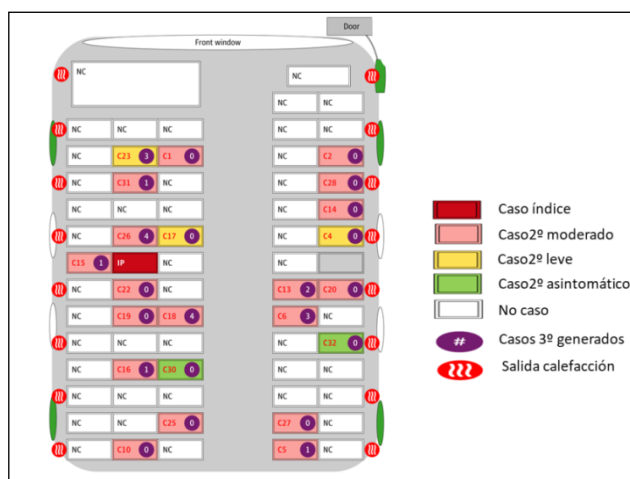 Door
Front window
NC NC
NC NC
NC NC NC NC NC
NC C23 3 C1 0 NC C2 0
NC C31 1 NC NC C28 0
NC NC NC NC C14 0
NC C26 4 C17 0 NC C4 0
C15 1 IP NC NC
NC C22 0 NC C13 2 C20 0
NC C19 0 C18 4 C6 3 NC
NC NC NC NC C32 0
NC C16 1 C30 0 NC NC
NC NC NC NC NC
NC NC C25 0 C27 0 NC
NC C10 0 NC C5 1 NC
Caso índice
Caso2º moderado
Caso2º leve
Caso2º asintomático
No caso
# Casos 3º generados
Salida calefacción